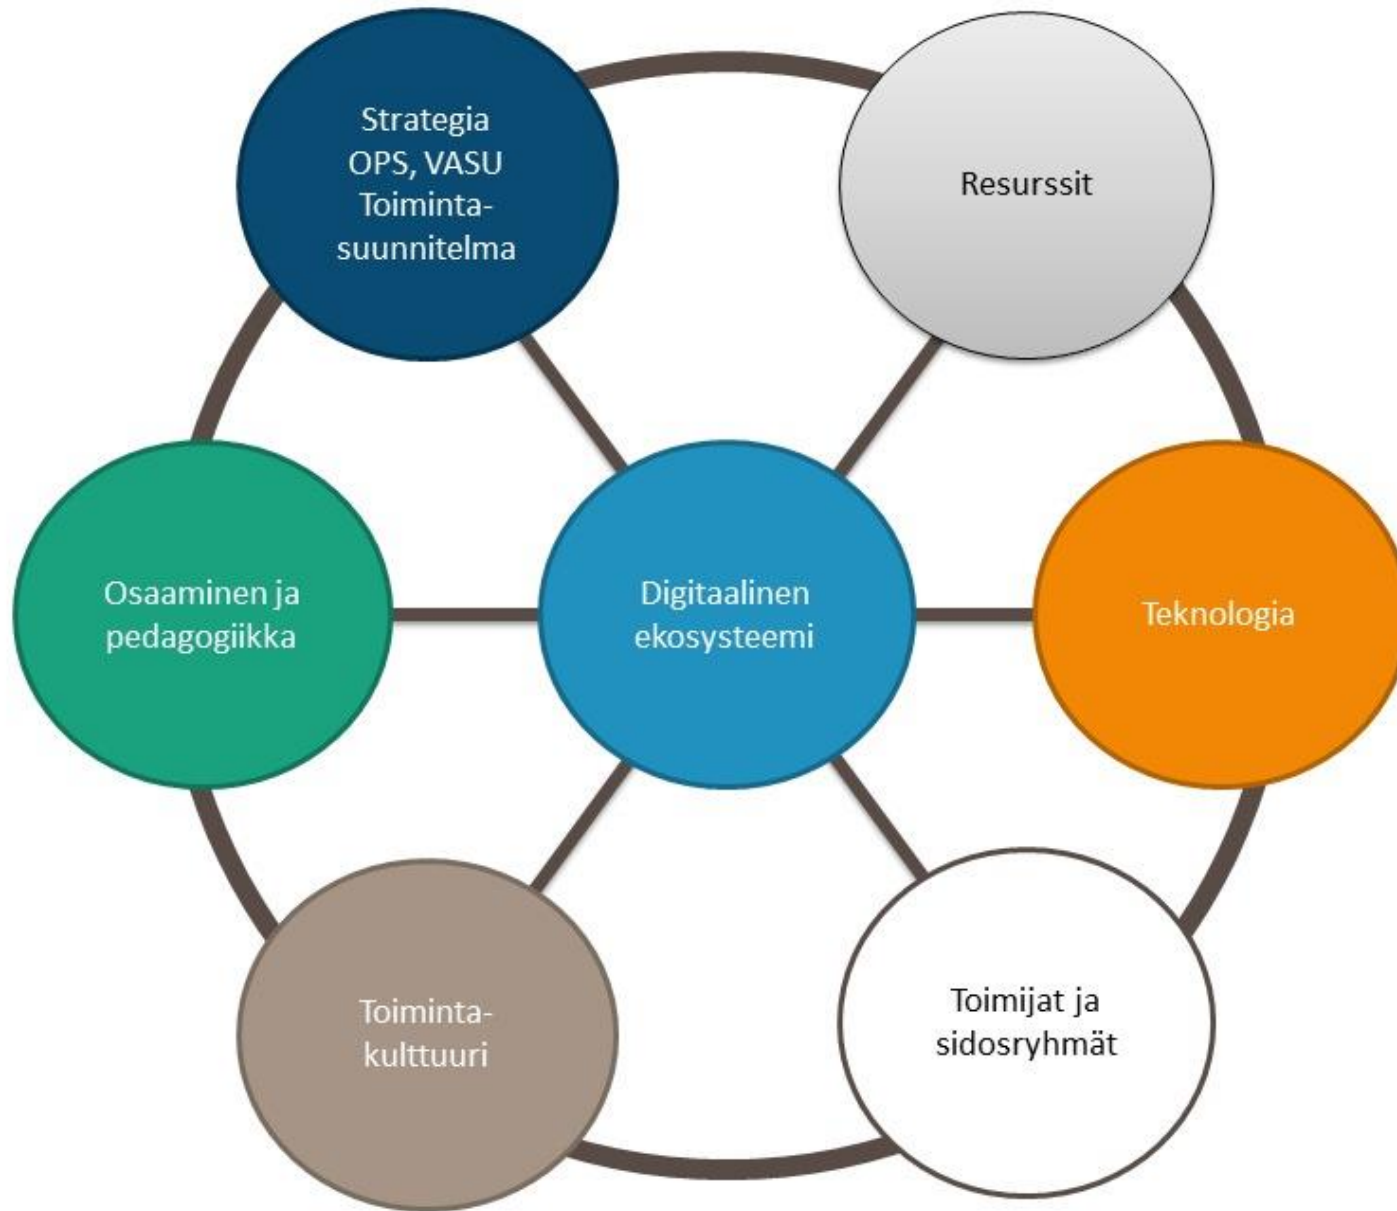 Strategia
OPS, VASU
Toiminta-
suunnitelma
Resurssit
Osaaminen ja
pedagogiikka
Digitaalinen
ekosysteemi
Teknologia
Toiminta-
kulttuuri
Toimijat ja
sidosryhmät